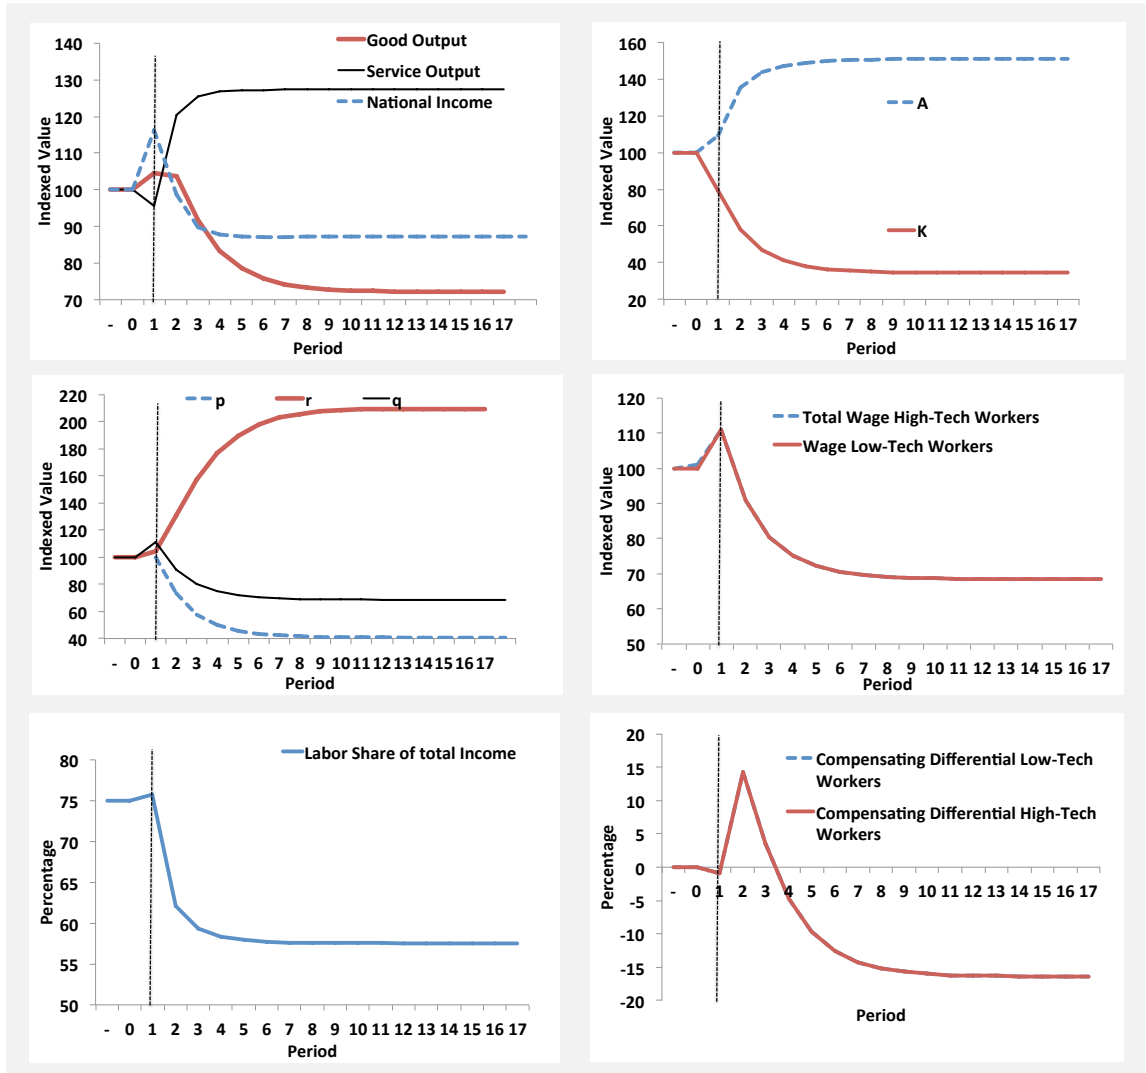 Good Output
Service Output
National Income
Indexed Value
140
130
120
110
100
90
80
70
- 0 1 2 3 4 5 6 7 8 9 10 11 12 13 14 15 16 17
Period
A
K
Indexed Value
160
140
120
100
80
60
40
20
- 0 1 2 3 4 5 6 7 8 9 10 11 12 13 14 15 16 17
Period
p r q
Indexed Value
220
200
180
160
140
120
100
80
60
40
- 0 1 2 3 4 5 6 7 8 9 10 11 12 13 14 15 16 17
Period
Total Wage High-Tech Workers
Wage Low-Tech Workers
Indexed Value
120
110
100
90
80
70
60
50
- 0 1 2 3 4 5 6 7 8 9 10 11 12 13 14 15 16 17
Period
Labor Share of total Income
Percentage
80
75
70
65
60
55
50
- 0 1 2 3 4 5 6 7 8 9 10 11 12 13 14 15 16 17
Period
Compensating Differential Low-Tech
Workers
Compensating Differential High-Tech
Workers
Percentage
20
15
10
5
0
-5
-10
-15
-20
- 0 1 2 3 4 5 6 7 8 9 10 11 12 13 14 15 16 17
Period